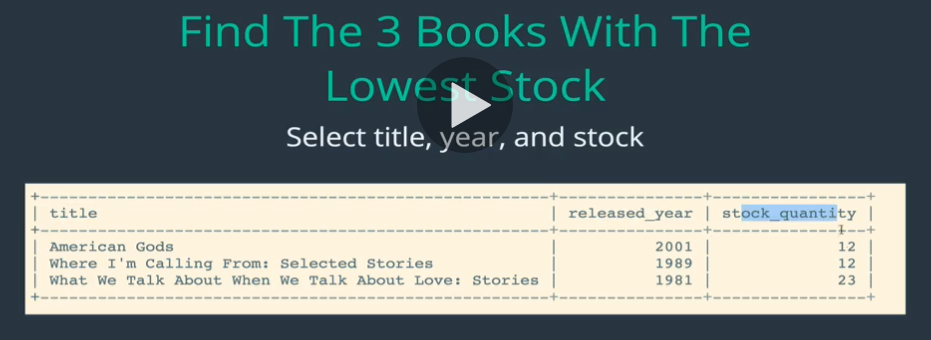 Find The 3 Books With The
Lowest Stock
Select title, year, and stock
+--------------------------------------------------+---------------+----------------+
| title | released_year | stock_quantity |
+--------------------------------------------------+---------------+----------------+
| American Gods | 2001 | 12 |
| Where I'm Calling From: Selected Stories | 1989 | 12 |
| What We Talk About When We Talk About Love: Stories | 1981 | 23 |
+--------------------------------------------------+---------------+----------------+